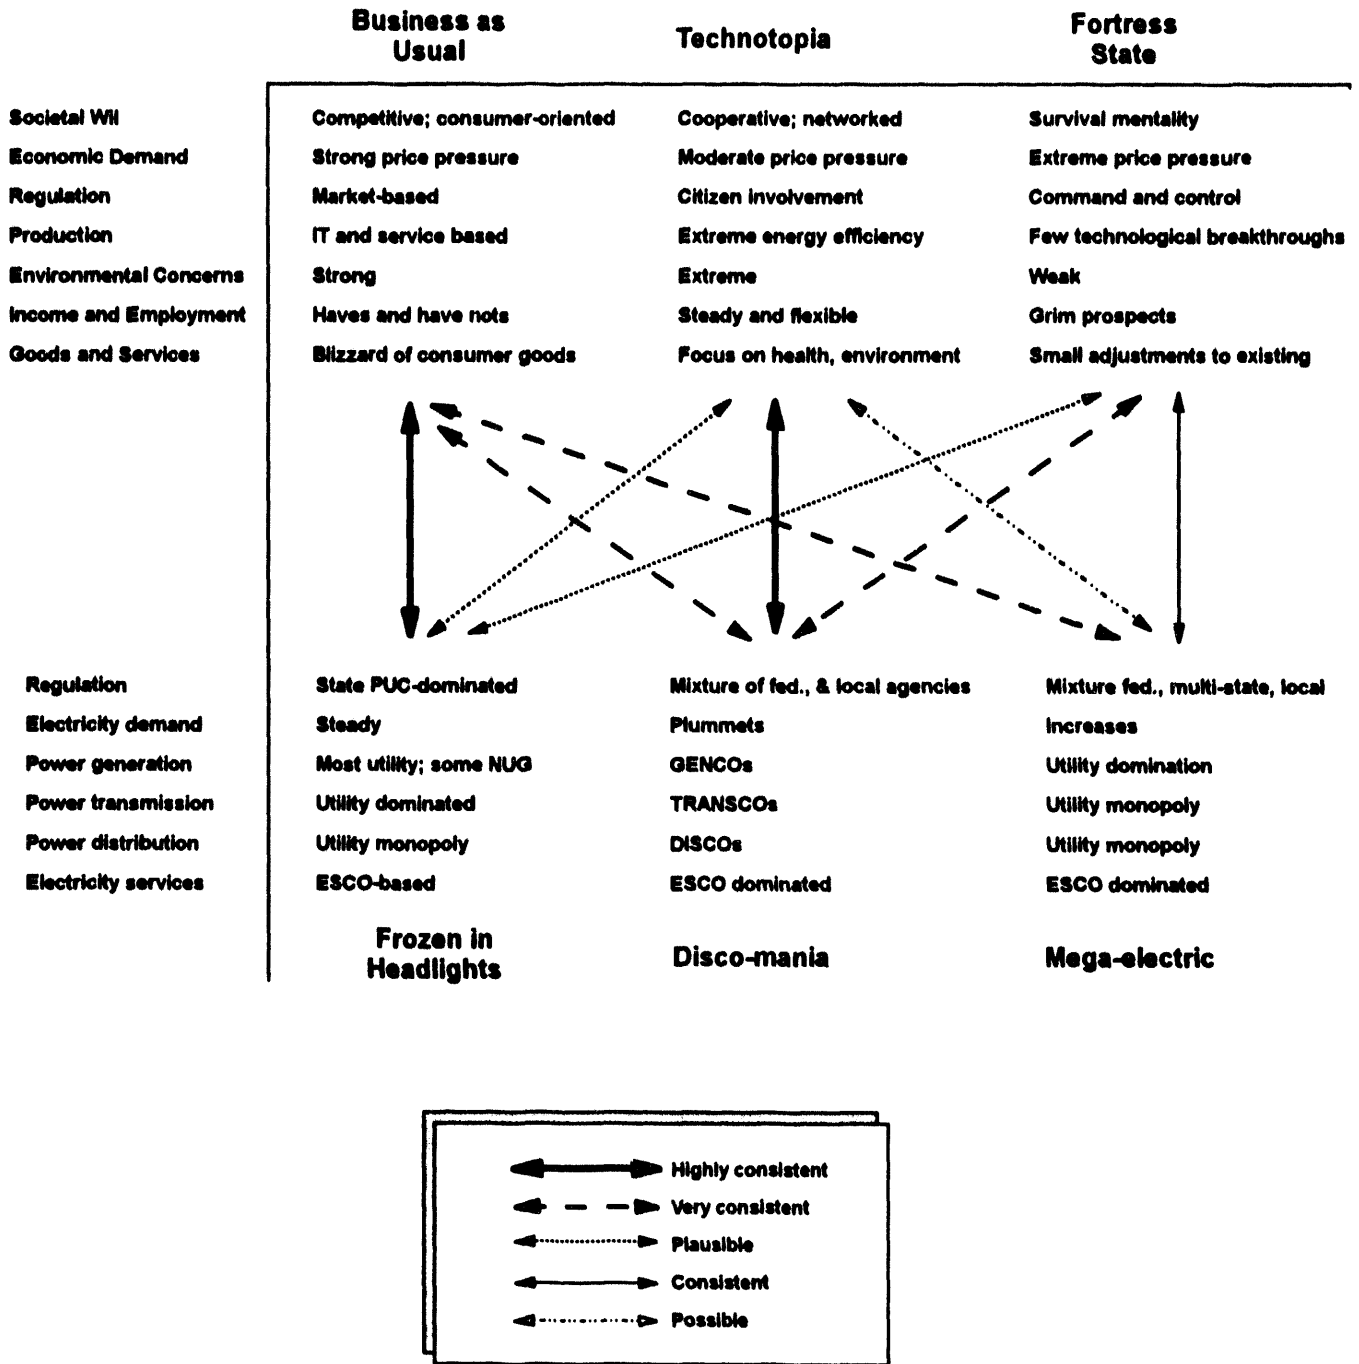 Business as
Usual
Technotopia
Fortress
State
Societal Wil Competitive; consumer-oriented Cooperative; networked Survival mentality
Economic Demand Strong price pressure Moderate price pressure Extreme price pressure
Regulation Market-based Citizen involvement Command and control
Production IT and service based Extreme energy efficiency Few technological breakthroughs
Environmental Concerns Strong Extreme Weak
Income and Employment Haves and have nots Steady and flexible Grim prospects
Goods and Services Blizzard of consumer goods Focus on health, environment Small adjustments to existing
Regulation State PUC-dominated Mixture of fed., & local agencies Mixture fed., multi-state, local
Electricity demand Steady Plummets Increases
Power generation Most utility; some NUG GENCOs Utility domination
Power transmission Utility dominated TRANSCOs Utility monopoly
Power distribution Utility monopoly DISCOs Utility monopoly
Electricity services ESCO-based ESCO dominated ESCO dominated
Frozen in
Headlights
Disco-mania
Mega-electric
Highly consistent
Very consistent
Plausible
Consistent
Possible